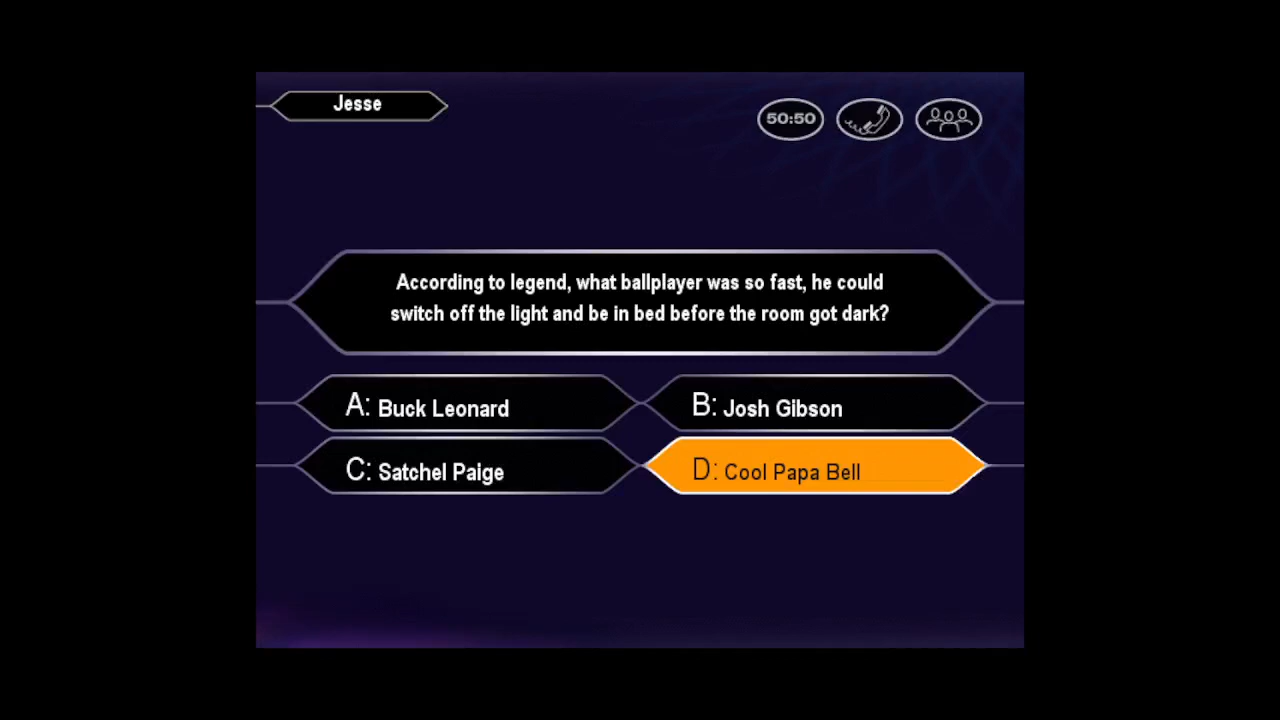 Jesse
50:50
According to legend, what ballplayer was so fast, he could
switch off the light and be in bed before the room got dark?
A: Buck Leonard
B: Josh Gibson
C: Satchel Paige
D: Cool Papa Bell